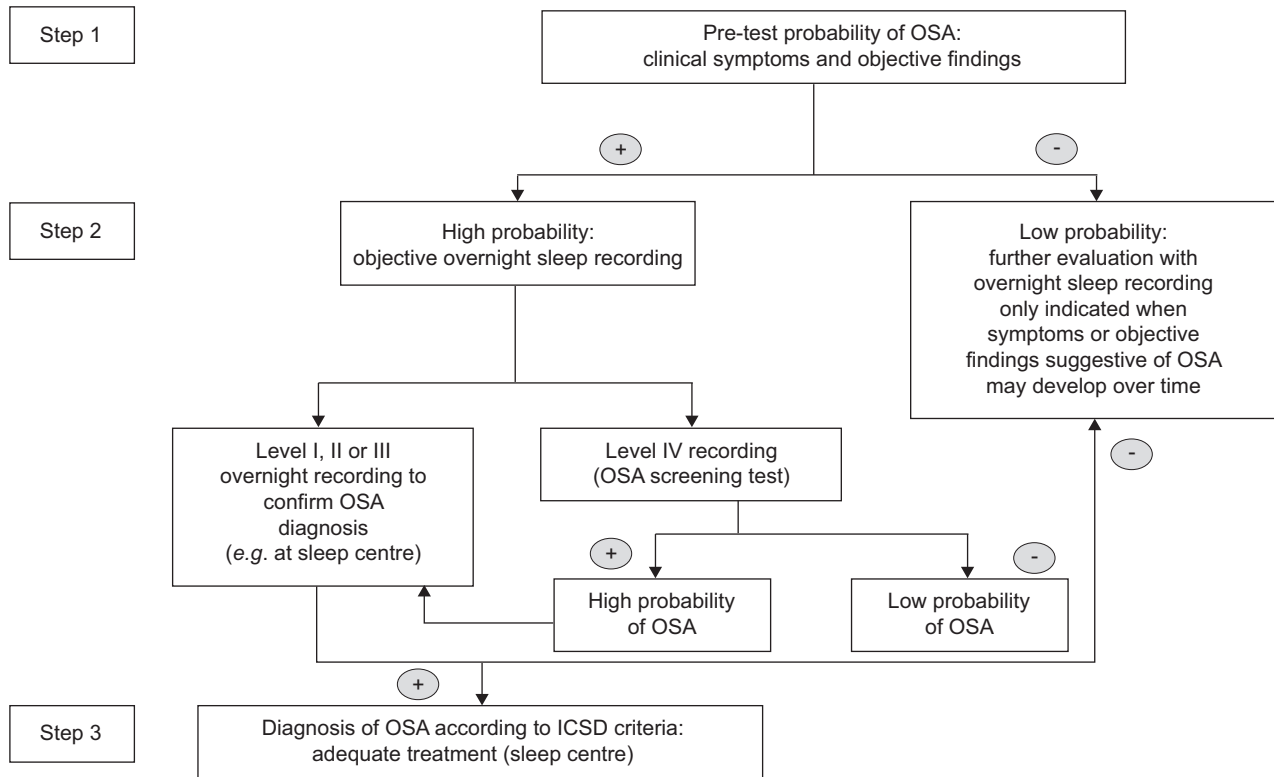 Step 1
Pre-test probability of OSA:
clinical symptoms and objective findings
+
-
Step 2
High probability:
objective overnight sleep recording
Low probability:
further evaluation with
overnight sleep recording
only indicated when
symptoms or objective
findings suggestive of OSA
may develop over time
Level I, II or III
overnight recording to
confirm OSA
diagnosis
(e.g. at sleep centre)
Level IV recording
(OSA screening test)
-
+
-
High probability
of OSA
Low probability
of OSA
+
Step 3
Diagnosis of OSA according to ICSD criteria:
adequate treatment (sleep centre)